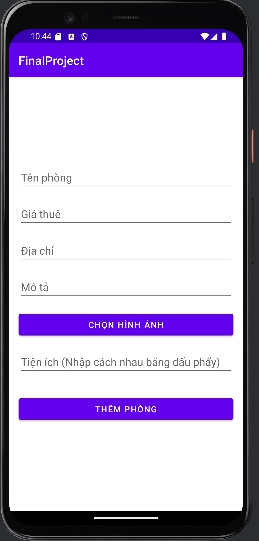 10:44
FinalProject
Tên phòng
Giá thuê
Địa chỉ
Mô tả
CHỌN HÌNH ẢNH
Tiện ích (Nhập cách nhau bằng dấu phẩy)
THÊM PHÒNG